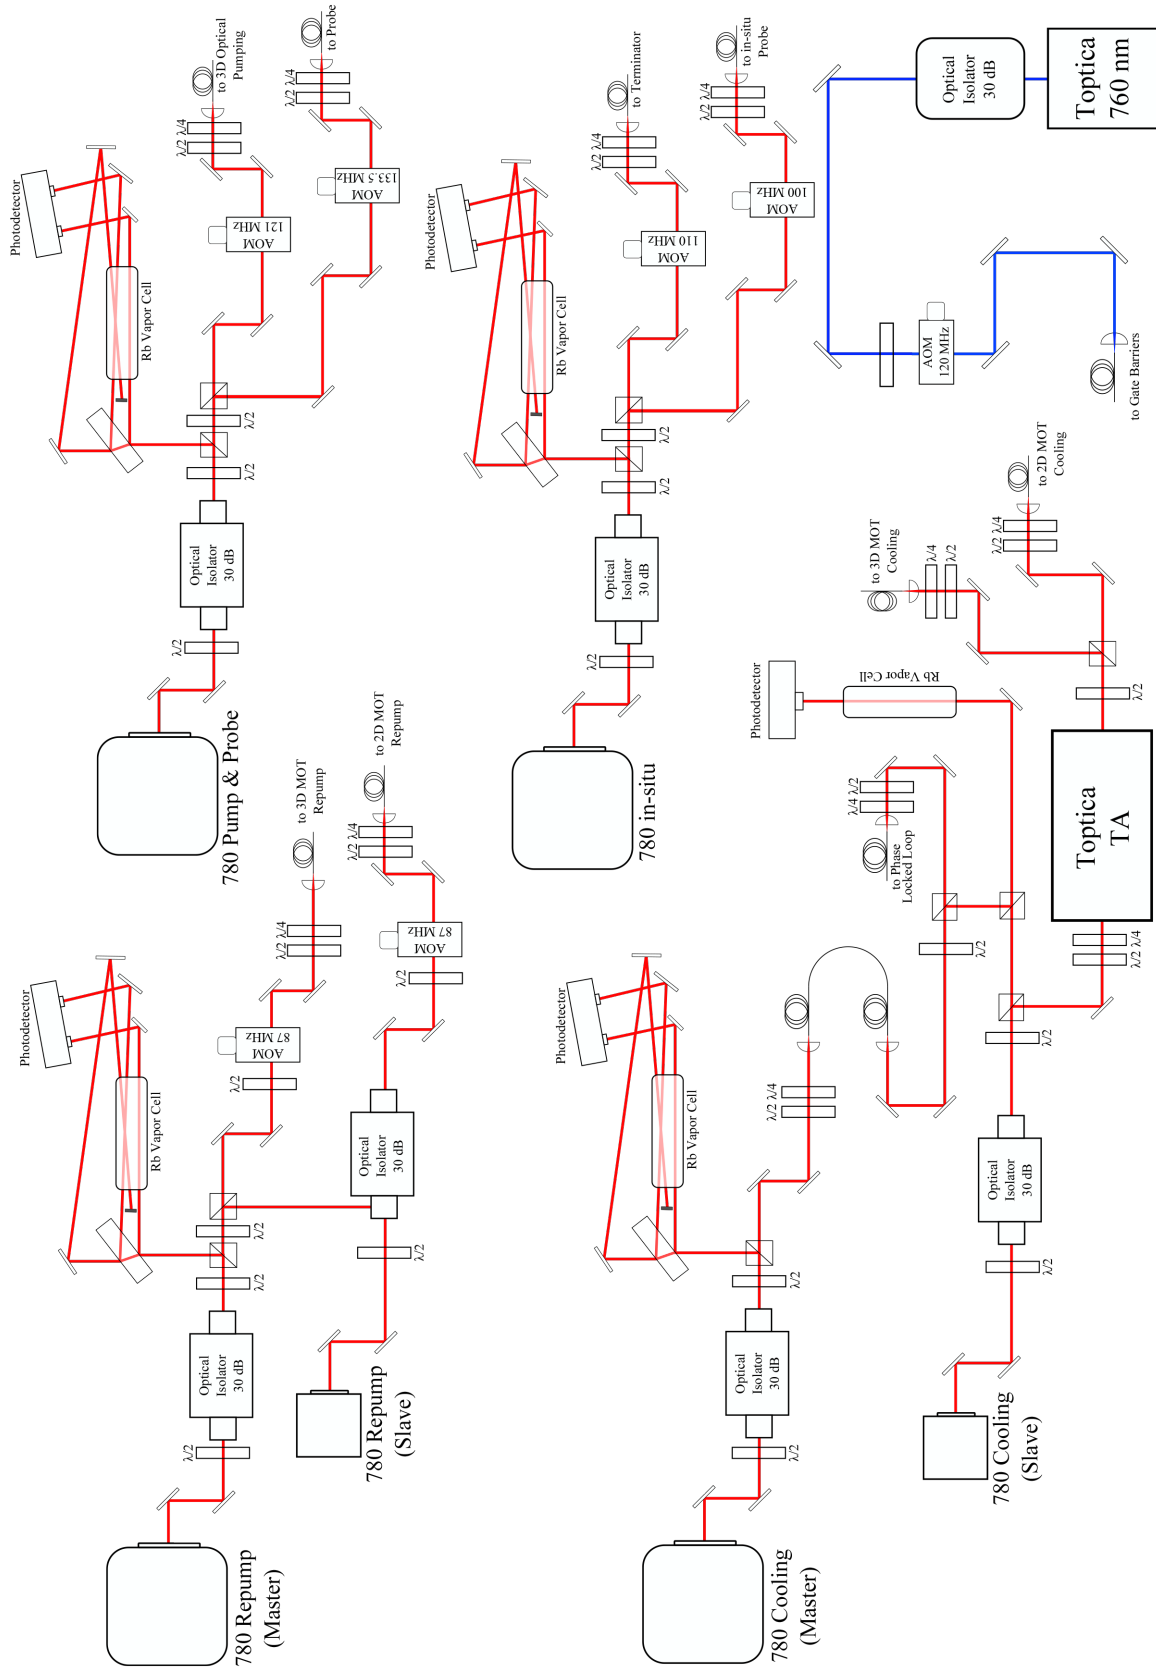 780 Repump
(Master)
λ/2
Optical
Isolator
30 dB
λ/2
λ/2
Rb Vapor Cell
Photodetector
λ/2
AOM
87 MHz
λ/2
λ/4
to 3D MOT
Repump
780 Repump
(Slave)
λ/2
Optical
Isolator
30 dB
λ/2
AOM
87 MHz
λ/2
λ/4
to 2D MOT
Repump
780 Pump & Probe
λ/2
Optical
Isolator
30 dB
λ/2
λ/2
Rb Vapor Cell
Photodetector
AOM
121 MHz
λ/2
λ/4
to 3D Optical
Pumping
AOM
133.5 MHz
λ/2
λ/4
to Probe
780 Cooling
(Master)
λ/2
Optical
Isolator
30 dB
λ/2
Rb Vapor Cell
Photodetector
λ/2
λ/4
780 Cooling
(Slave)
λ/2
Optical
Isolator
30 dB
λ/2
λ/2
to Phase
Locked Loop
λ/4
λ/2
Rb Vapor Cell
Photodetector
λ/2
λ/4
Toptica
TA
λ/2
λ/4
λ/2
to 3D MOT
Cooling
λ/2
λ/4
to 2D MOT
Cooling
780 in-situ
λ/2
Optical
Isolator
30 dB
λ/2
λ/2
Rb Vapor Cell
Photodetector
AOM
110 MHz
λ/2
λ/4
to Terminator
AOM
100 MHz
λ/2
λ/4
to in-situ
Probe
Toptica
760 nm
Optical
Isolator
30 dB
AOM
120 MHz
to Gate Barriers